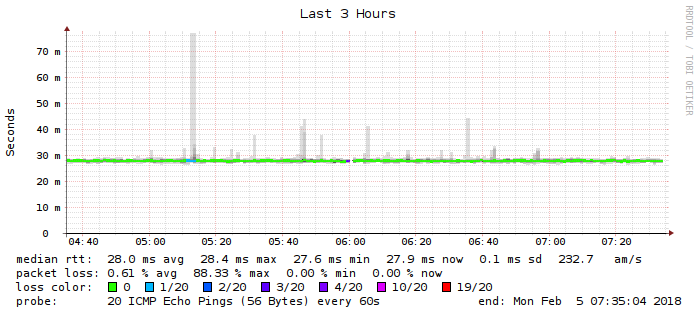 Last 3 Hours
RRDTOOL / TOBI OETIKER
Seconds
70 m
60 m
50 m
40 m
30 m
20 m
10 m
0
04:40 05:00 05:20 05:40 06:00 06:20 06:40 07:00 07:20
median rtt: 28.0 ms avg 28.4 ms max 27.6 ms min 27.9 ms now 0.1 ms sd 232.7 am/s
packet loss: 0.61 % avg 88.33 % max 0.00 % min 0.00 % now
loss color: 0 1/20 2/20 3/20 4/20 10/20 19/20
probe: 20 ICMP Echo Pings (56 Bytes) every 60s end: Mon Feb 5 07:35:04 2018